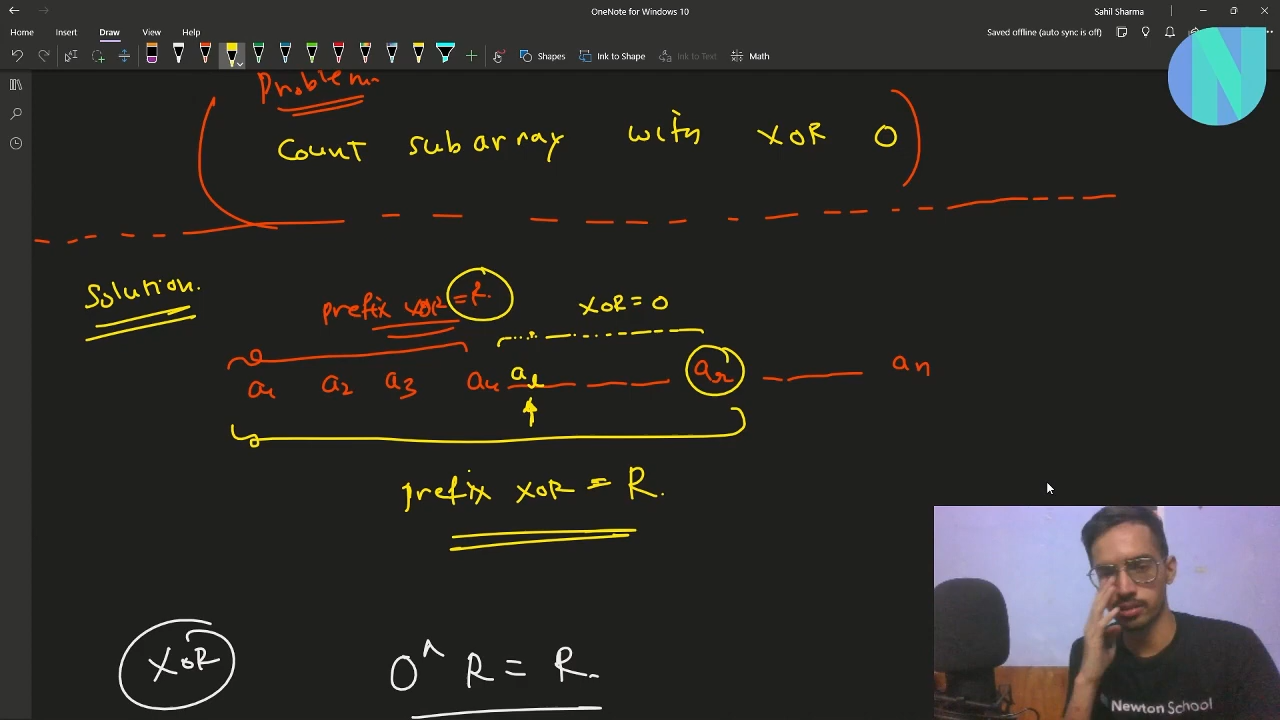 OneNote for Windows 10
Sahil Sharma
Home Insert Draw View Help
Saved offline (auto sync is off)
Shapes Ink to Shape Ink to Text Math
Problem.
Count subarray with XOR 0
Solution.
prefix XOR = R.
XOR = 0
a1 a2 a3 a4 al ar an
prefix XOR = R.
XOR
0 ^ R = R.
Newton School